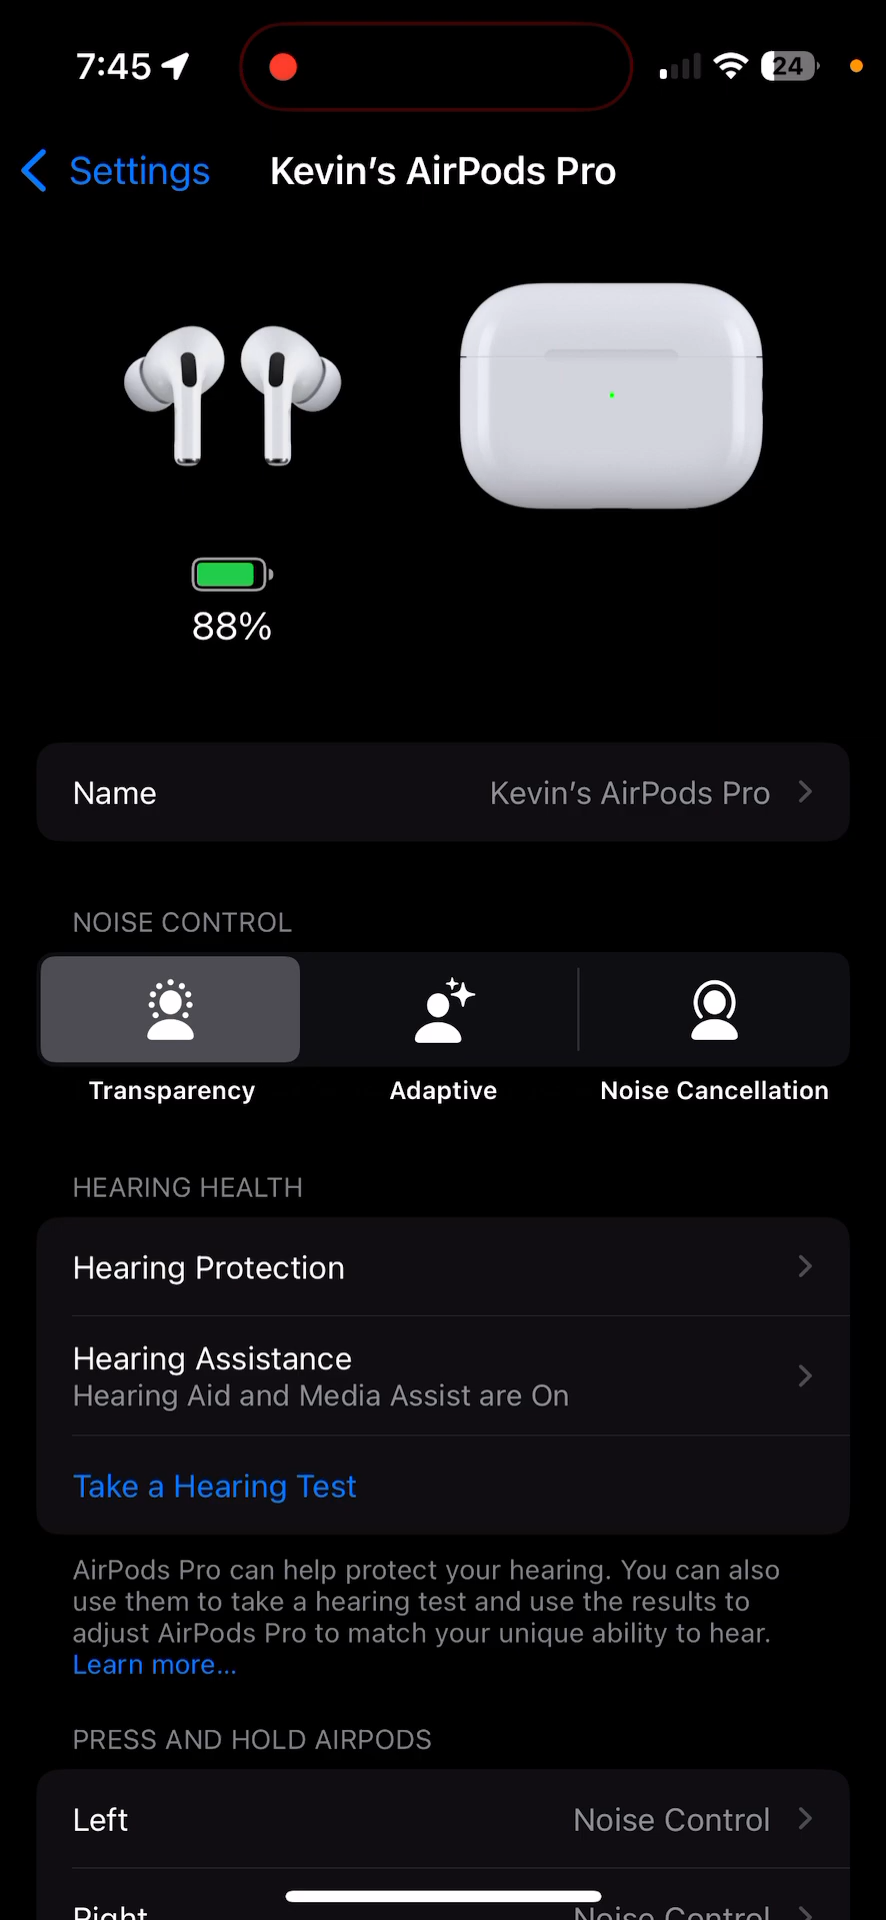 7:45
24
Settings
Kevin’s AirPods Pro
88%
Name
Kevin’s AirPods Pro
NOISE CONTROL
Transparency
Adaptive
Noise Cancellation
HEARING HEALTH
Hearing Protection
Hearing Assistance
Hearing Aid and Media Assist are On
Take a Hearing Test
AirPods Pro can help protect your hearing. You can also
use them to take a hearing test and use the results to
adjust AirPods Pro to match your unique ability to hear.
Learn more...
PRESS AND HOLD AIRPODS
Left
Noise Control
Right
Noise Control